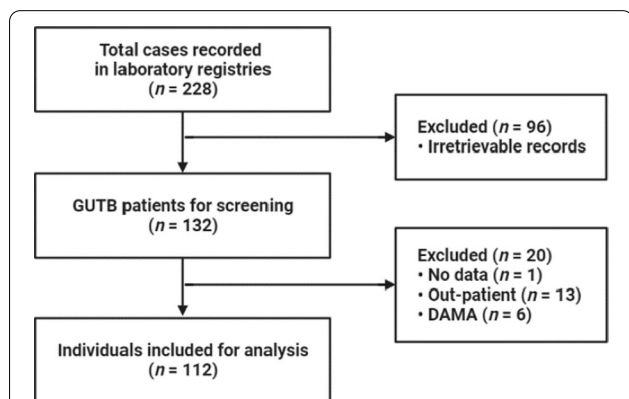 Total cases recorded
in laboratory registries
(n = 228)
Excluded (n = 96)
• Irretrievable records
GUTB patients for screening
(n = 132)
Excluded (n = 20)
• No data (n = 1)
• Out-patient (n = 13)
• DAMA (n = 6)
Individuals included for analysis
(n = 112)